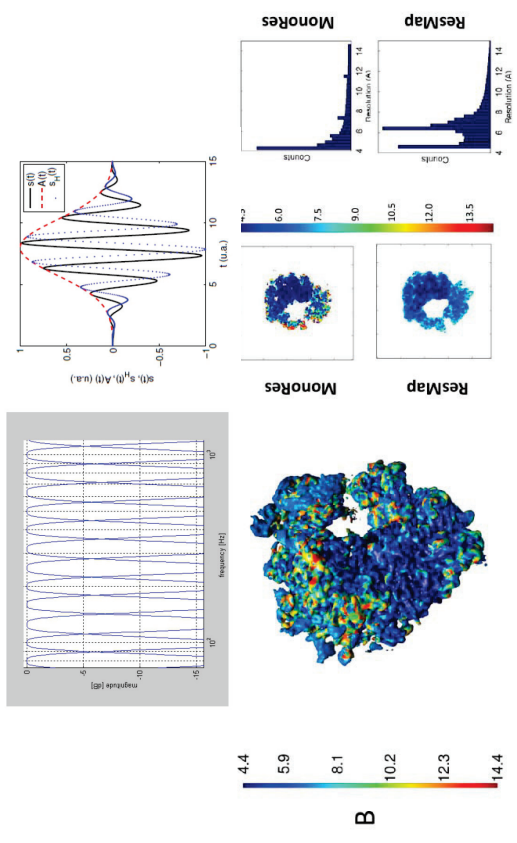 magnitude [dB]
0
-5
-10
-15
10²
10³
frequency [Hz]
s(t), s_H(t), A(t) (u.a.)
1
0.5
0
-0.5
-1
0
5
10
15
t (u.a.)
s(t)
A(t)
s_H(t)
B
4.4
5.9
8.1
10.2
12.3
14.4
MonoRes
ResMap
6.0
7.5
9.0
10.5
12.0
13.5
Counts
4 6 8 10 12 14
Resolution (A)
MonoRes
Counts
4 6 8 10 12 14
Resolution (A)
ResMap